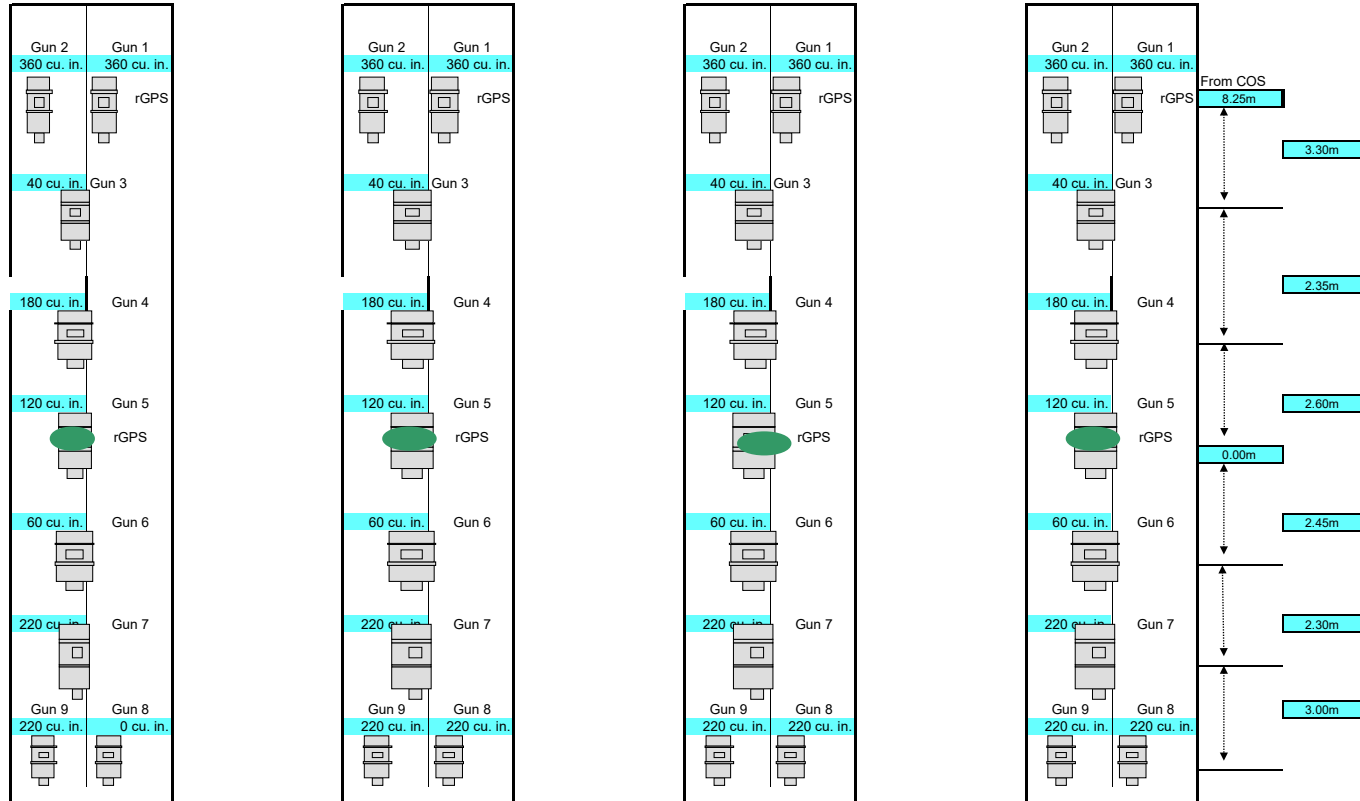 Gun 2 Gun 1 Gun 2 Gun 1 Gun 2 Gun 1 Gun 2 Gun 1
360 cu. in. 360 cu. in. 360 cu. in. 360 cu. in. 360 cu. in. 360 cu. in. 360 cu. in. 360 cu. in.
From COS
rGPS rGPS rGPS rGPS 8.25m
3.30m
40 cu. in. Gun 3 40 cu. in. Gun 3 40 cu. in. Gun 3 40 cu. in. Gun 3
2.35m
180 cu. in. Gun 4 180 cu. in. Gun 4 180 cu. in. Gun 4 180 cu. in. Gun 4
120 cu. in. Gun 5 120 cu. in. Gun 5 120 cu. in. Gun 5 120 cu. in. Gun 5 2.60m
rGPS rGPS rGPS rGPS
0.00m
60 cu. in. Gun 6 60 cu. in. Gun 6 60 cu. in. Gun 6 60 cu. in. Gun 6 2.45m
220 cu. in. Gun 7 220 cu. in. Gun 7 220 cu. in. Gun 7 220 cu. in. Gun 7 2.30m
Gun 9 Gun 8 Gun 9 Gun 8 Gun 9 Gun 8 Gun 9 Gun 8 3.00m
220 cu. in. 0 cu. in. 220 cu. in. 220 cu. in. 220 cu. in. 220 cu. in. 220 cu. in. 220 cu. in.